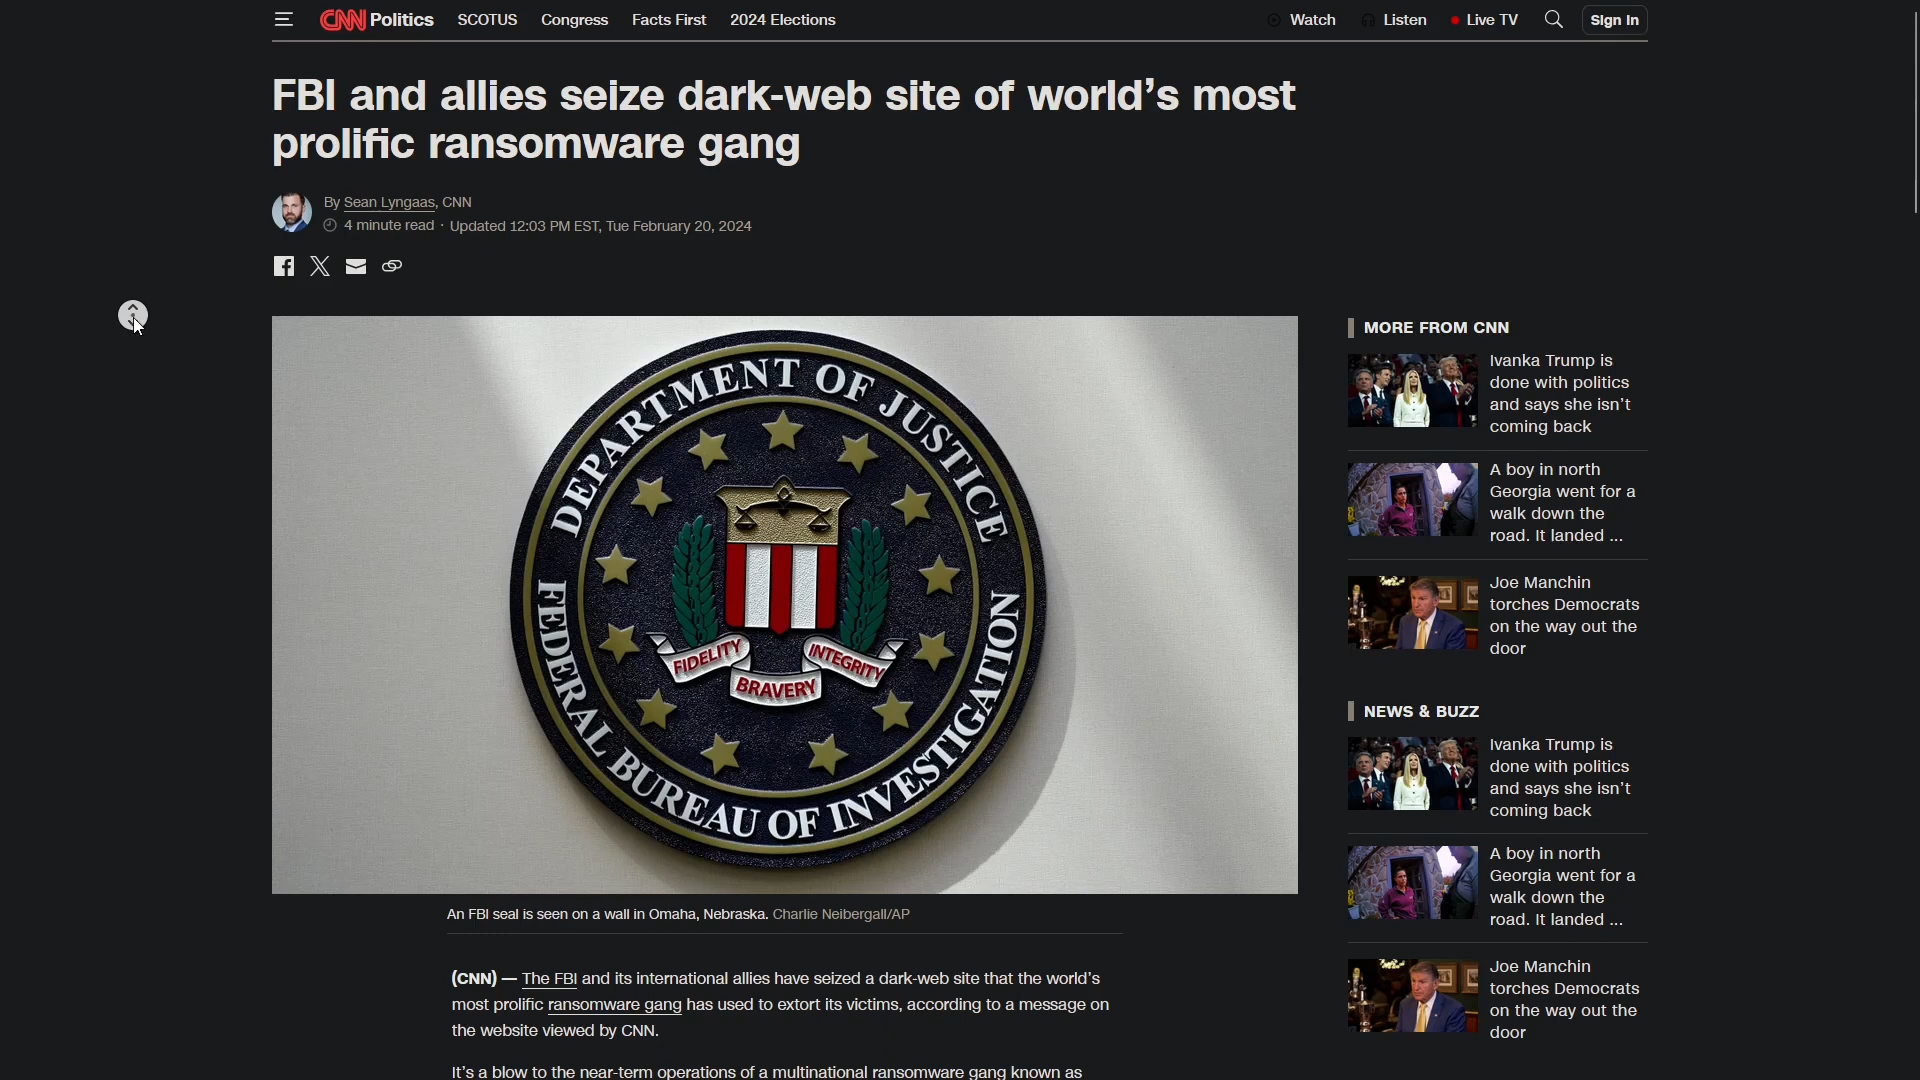 CNN Politics SCOTUS Congress Facts First 2024 Elections Watch Listen Live TV Sign in
FBI and allies seize dark-web site of world’s most
prolific ransomware gang
By Sean Lyngaas, CNN
4 minute read · Updated 12:03 PM EST, Tue February 20, 2024
DEPARTMENT OF JUSTICE
FEDERAL BUREAU OF INVESTIGATION
FIDELITY
BRAVERY
INTEGRITY
An FBI seal is seen on a wall in Omaha, Nebraska. Charlie Neibergall/AP
(CNN) — The FBI and its international allies have seized a dark-web site that the world’s
most prolific ransomware gang has used to extort its victims, according to a message on
the website viewed by CNN.
It’s a blow to the near-term operations of a multinational ransomware gang known as
MORE FROM CNN
Ivanka Trump is
done with politics
and says she isn’t
coming back
A boy in north
Georgia went for a
walk down the
road. It landed ...
Joe Manchin
torches Democrats
on the way out the
door
NEWS & BUZZ
Ivanka Trump is
done with politics
and says she isn’t
coming back
A boy in north
Georgia went for a
walk down the
road. It landed ...
Joe Manchin
torches Democrats
on the way out the
door